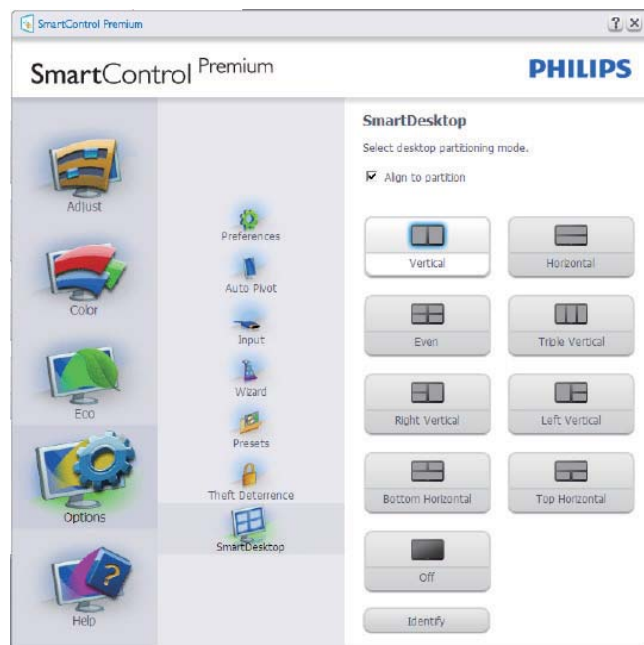 SmartControl Premium
SmartControl Premium
PHILIPS
Adjust
Color
Eco
Options
Help
Preferences
Auto Pivot
Input
Wizard
Presets
Theft Deterrence
SmartDesktop
SmartDesktop
Select desktop partitioning mode.
Align to partition
Vertical
Horizontal
Even
Triple Vertical
Right Vertical
Left Vertical
Bottom Horizontal
Top Horizontal
Off
Identify